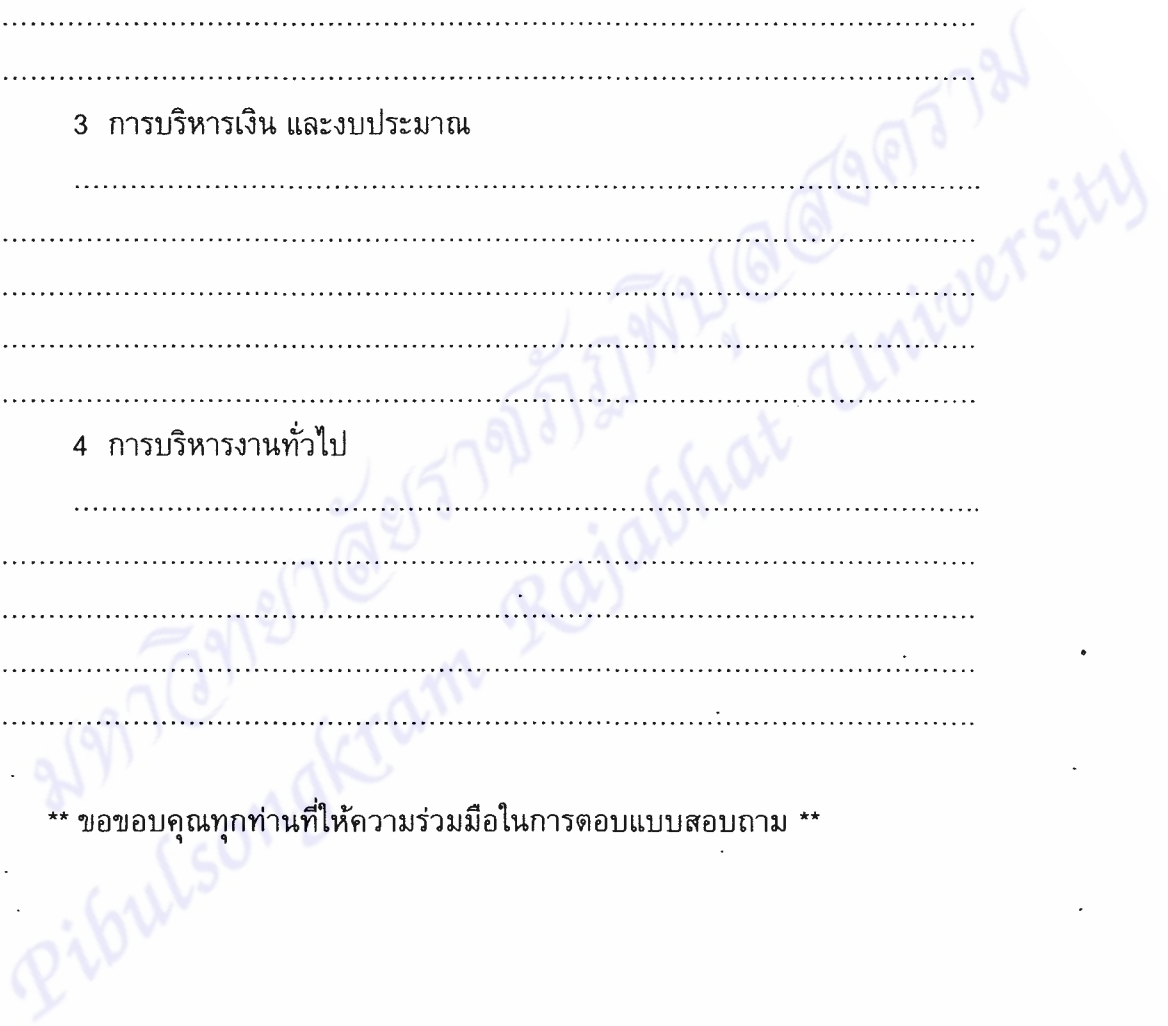 3 การบริหารเงิน และงบประมาณ
4 การบริหารงานทั่วไป
** ขอขอบคุณทุกท่านที่ให้ความร่วมมือในการตอบแบบสอบถาม **
มหาวิทยาลัยราชภัฏพิบูลสงคราม
Pibulsongkram Rajabhat University